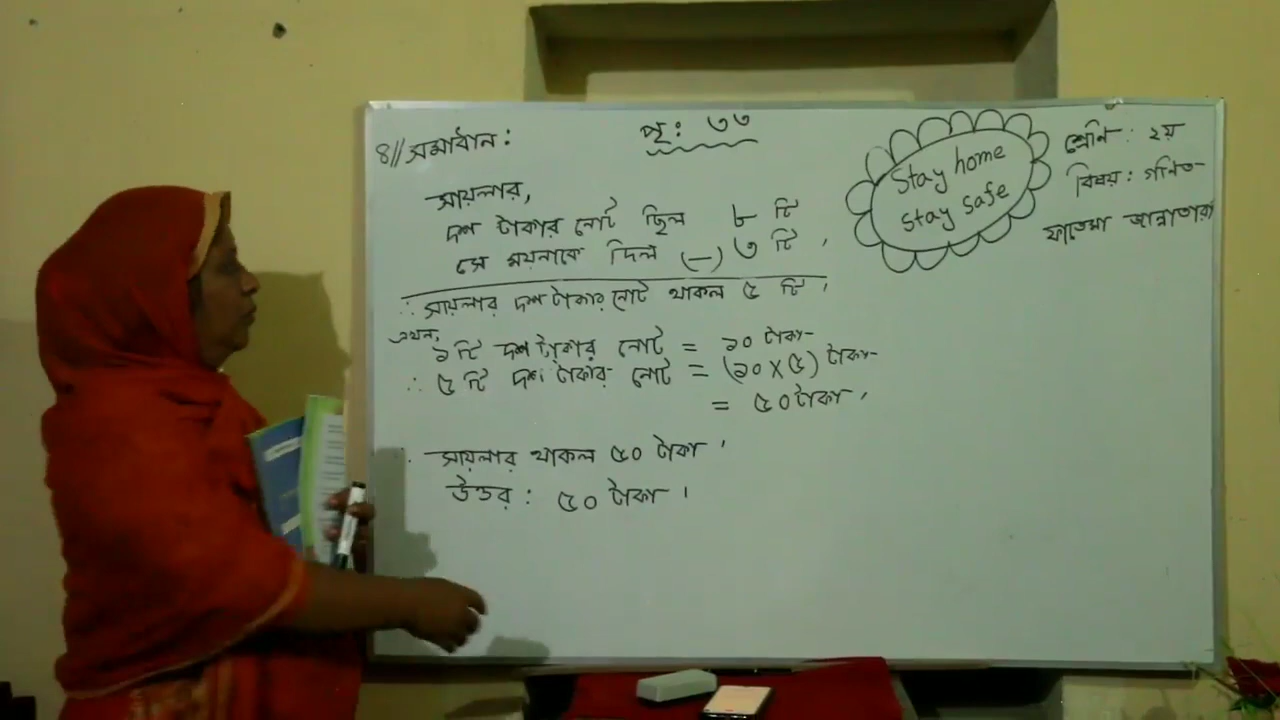 ৪// সমাধান:
পৃ: ৩৩
সায়লার,
দশ টাকার নোট ছিল ৮ টি
সে ময়নাকে দিল (–) ৩ টি ,
∴ সায়লার দশ টাকার নোট থাকল ৫ টি ,
এখন,
১ টি দশ টাকার নোট = ১০ টাকা
∴ ৫ টি দশ টাকার নোট = (১০ X ৫) টাকা
= ৫০ টাকা ,
∴ সায়লার থাকল ৫০ টাকা ,
উত্তর: ৫০ টাকা ।
Stay home
Stay safe
শ্রেণি: ২য়
বিষয়: গণিত
ফাতেমা জান্নাতারা